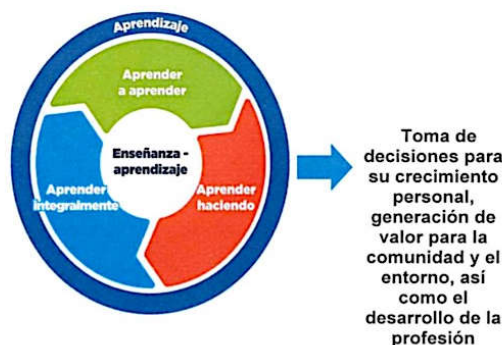 Aprendizaje
Aprender
a aprender
Enseñanza -
aprendizaje
Aprender
integralmente
Aprender
haciendo
Toma de
decisiones para
su crecimiento
personal,
generación de
valor para la
comunidad y el
entorno, así
como el
desarrollo de la
profesión